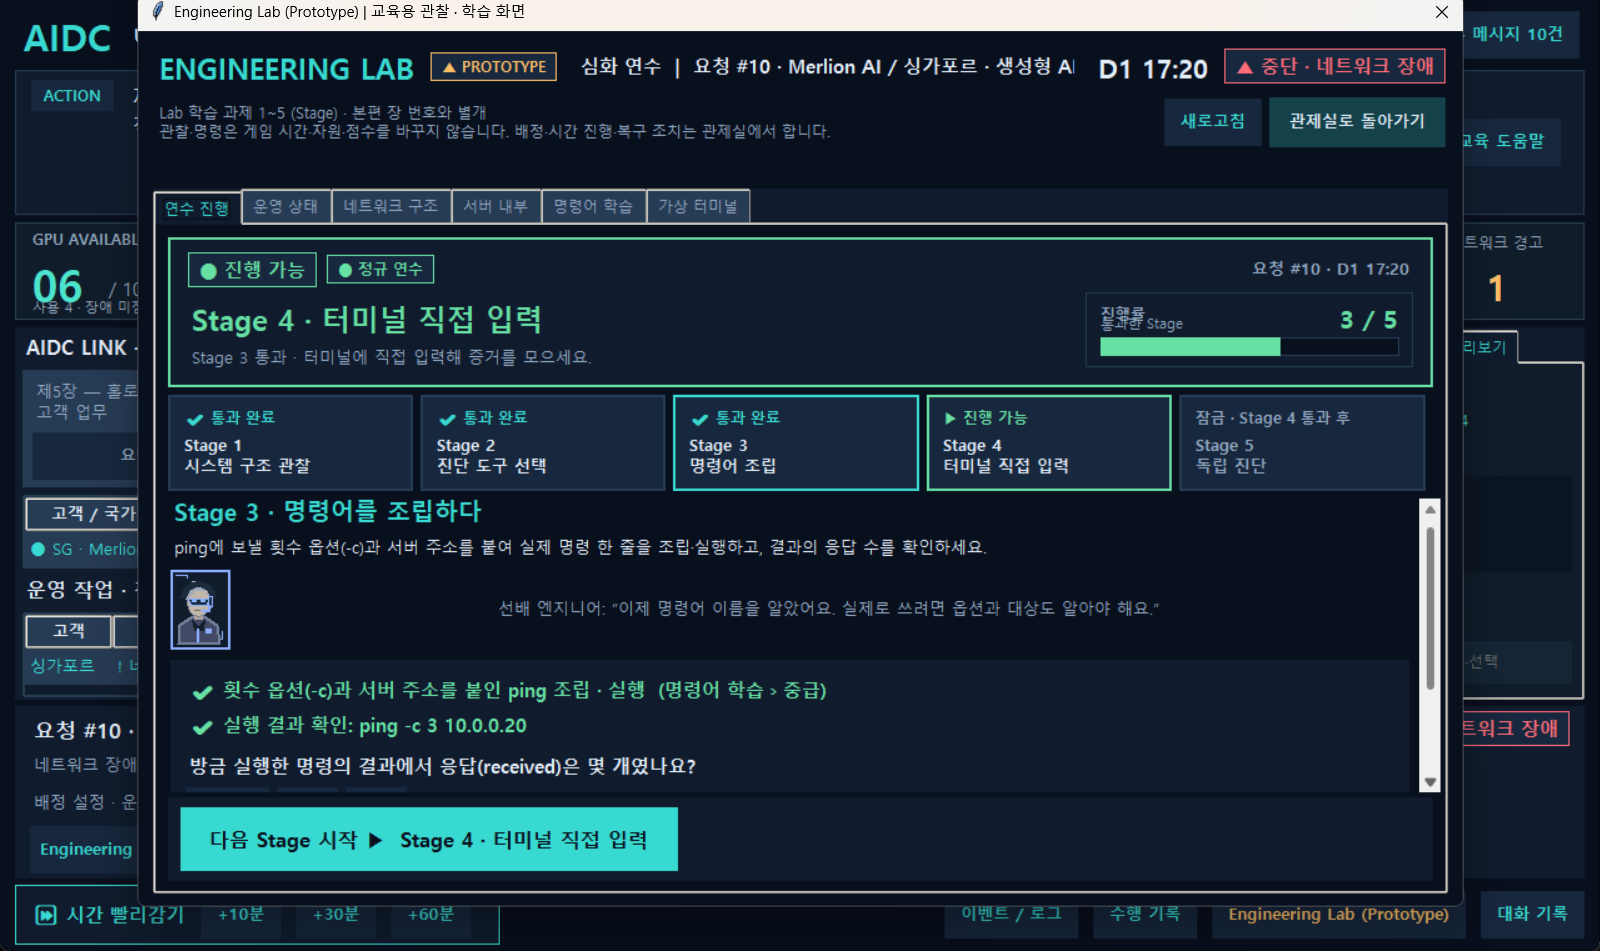 Engineering Lab (Prototype) | 교육용 관찰 · 학습 화면
AIDC
메시지 10건
ENGINEERING LAB
▲ PROTOTYPE
심화 연수 | 요청 #10 · Merlion AI / 싱가포르 · 생성형 AI
D1 17:20
▲ 중단 · 네트워크 장애
ACTION
Lab 학습 과제 1~5 (Stage) · 본편 장 번호와 별개
관찰·명령은 게임 시간·자원·점수를 바꾸지 않습니다. 배정·시간 진행·복구 조치는 관제실에서 합니다.
새로고침
관제실로 돌아가기
교육 도움말
연수 진행
운영 상태
네트워크 구조
서버 내부
명령어 학습
가상 터미널
GPU AVAILABL
06 / 10
사용 4 · 장애 미점
트워크 경고
1
● 진행 가능
● 정규 연수
요청 #10 · D1 17:20
Stage 4 · 터미널 직접 입력
Stage 3 통과 · 터미널에 직접 입력해 증거를 모으세요.
진행률
통과한 Stage
3 / 5
AIDC LINK ·
리보기
제5장 — 홀로
고객 업무
요
✔ 통과 완료
Stage 1
시스템 구조 관찰
✔ 통과 완료
Stage 2
진단 도구 선택
✔ 통과 완료
Stage 3
명령어 조립
▶ 진행 가능
Stage 4
터미널 직접 입력
잠금 · Stage 4 통과 후
Stage 5
독립 진단
고객 / 국가
● SG · Merlio
운영 작업 ·
고객
싱가포르 ! 네
Stage 3 · 명령어를 조립하다
ping에 보낼 횟수 옵션(-c)과 서버 주소를 붙여 실제 명령 한 줄을 조립·실행하고, 결과의 응답 수를 확인하세요.
선배 엔지니어: “이제 명령어 이름을 알았어요. 실제로 쓰려면 옵션과 대상도 알아야 해요.”
·선택
✔ 횟수 옵션(-c)과 서버 주소를 붙인 ping 조립 · 실행 (명령어 학습 › 중급)
✔ 실행 결과 확인: ping -c 3 10.0.0.20
방금 실행한 명령의 결과에서 응답(received)은 몇 개였나요?
요청 #10 ·
네트워크 장애
배정 설정 · 운
Engineering
트워크 장애
다음 Stage 시작 ▶ Stage 4 · 터미널 직접 입력
시간 빨리감기
+10분
+30분
+60분
이벤트 / 로그
수행 기록
Engineering Lab (Prototype)
대화 기록